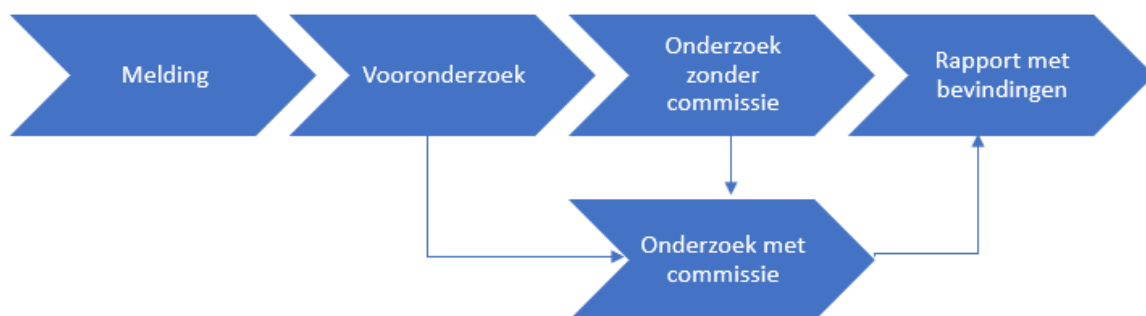 Melding
Vooronderzoek
Onderzoek
zonder
commissie
Rapport met
bevindingen
Onderzoek met
commissie